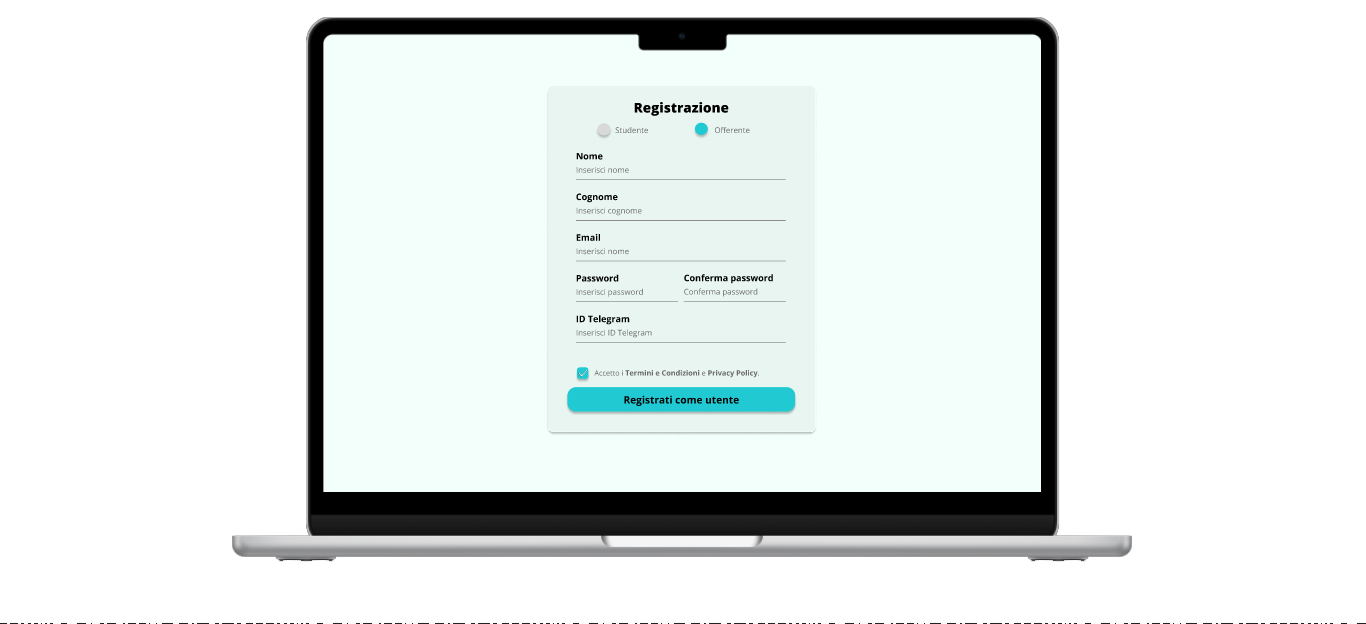 Registrazione
Studente Offerente
Nome
Inserisci nome
Cognome
Inserisci cognome
Email
Inserisci nome
Password Conferma password
Inserisci password Conferma password
ID Telegram
Inserisci ID Telegram
Accetto i Termini e Condizioni e Privacy Policy.
Registrati come utente